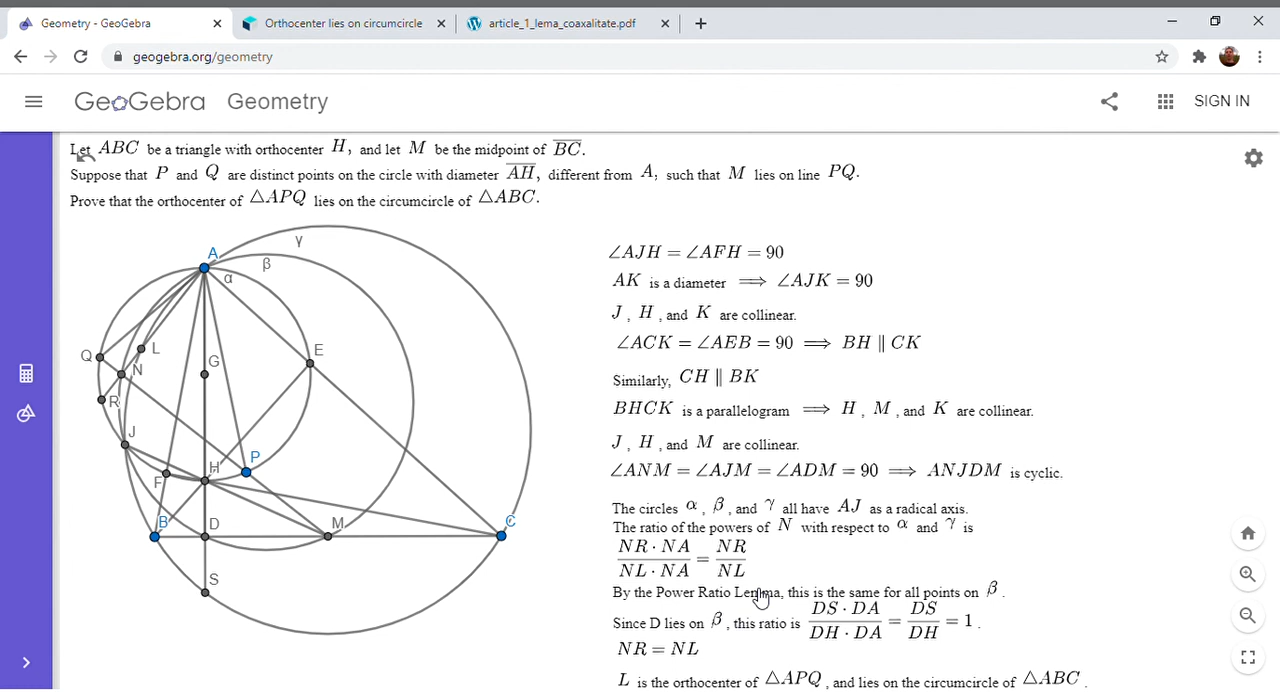 Geometry - GeoGebra
Orthocenter lies on circumcircle
article_1_lema_coaxalitate.pdf
geogebra.org/geometry
GeoGebra Geometry
SIGN IN
Let ABC be a triangle with orthocenter H, and let M be the midpoint of \overline{BC}.
Suppose that P and Q are distinct points on the circle with diameter \overline{AH}, different from A, such that M lies on line PQ.
Prove that the orthocenter of △APQ lies on the circumcircle of △ABC.
γ
A
β
α
Q
L
G
E
N
R
J
H
P
F
B
D
M
C
S
∠AJH = ∠AFH = 90
AK is a diameter ⟹ ∠AJK = 90
J , H , and K are collinear.
∠ACK = ∠AEB = 90 ⟹ BH ∥ CK
Similarly, CH ∥ BK
BHCK is a parallelogram ⟹ H , M , and K are collinear.
J , H , and M are collinear.
∠ANM = ∠AJM = ∠ADM = 90 ⟹ ANJDM is cyclic.
The circles α , β , and γ all have AJ as a radical axis.
The ratio of the powers of N with respect to α and γ is
NR · NA / NL · NA = NR / NL
By the Power Ratio Lemma, this is the same for all points on β .
Since D lies on β , this ratio is DS · DA / DH · DA = DS / DH = 1 .
NR = NL
L is the orthocenter of △APQ , and lies on the circumcircle of △ABC .